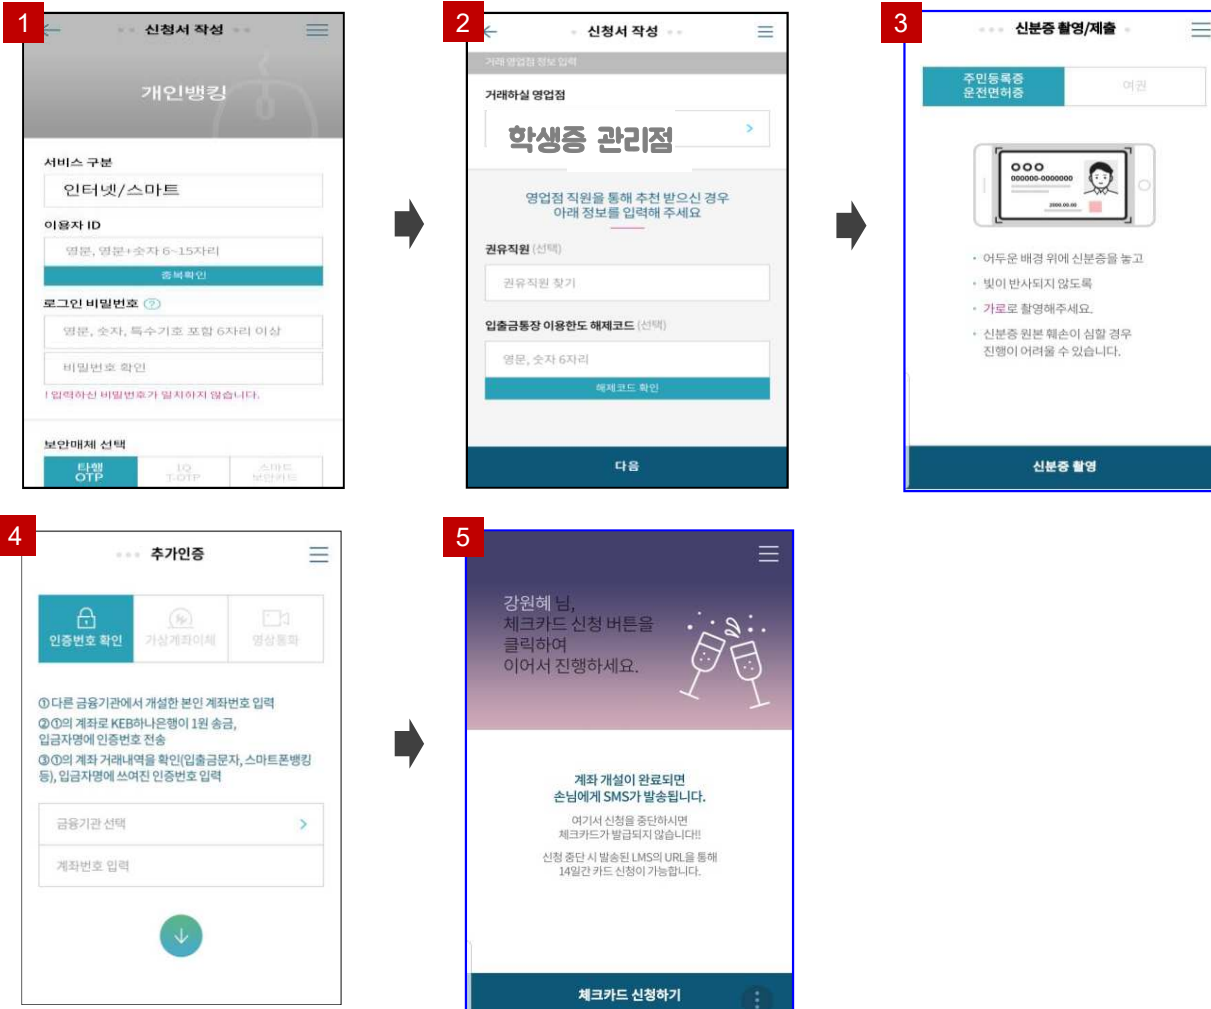 1
신청서 작성
개인뱅킹
서비스 구분
인터넷/스마트
이용자 ID
영문, 영문+숫자 6~15자리
중복확인
로그인 비밀번호 ?
영문, 숫자, 특수기호 포함 6자리 이상
비밀번호 확인
! 입력하신 비밀번호가 일치하지 않습니다.
보안매체 선택
타행
OTP
1Q
T-OTP
스마트
보안카드
2
신청서 작성
거래 영업점 정보 입력
거래하실 영업점
학생증 관리점
영업점 직원을 통해 추천 받으신 경우
아래 정보를 입력해 주세요
권유직원 (선택)
권유직원 찾기
입출금통장 이용한도 해제코드 (선택)
영문, 숫자 6자리
해제코드 확인
다음
3
신분증 촬영/제출
주민등록증
운전면허증
여권
000
000000-0000000
2000.00.00
• 어두운 배경 위에 신분증을 놓고
• 빛이 반사되지 않도록
• 가로로 촬영해주세요.
• 신분증 원본 훼손이 심할 경우
진행이 어려울 수 있습니다.
신분증 촬영
4
추가인증
인증번호 확인
가상계좌이체
영상통화
①다른 금융기관에서 개설한 본인 계좌번호 입력
②①의 계좌로 KEB하나은행이 1원 송금,
입금자명에 인증번호 전송
③①의 계좌 거래내역을 확인(입출금문자, 스마트폰뱅킹
등), 입금자명에 쓰여진 인증번호 입력
금융기관 선택
계좌번호 입력
5
강원혜 님,
체크카드 신청 버튼을
클릭하여
이어서 진행하세요.
계좌 개설이 완료되면
손님에게 SMS가 발송됩니다.
여기서 신청을 중단하시면
체크카드가 발급되지 않습니다!!
신청 중단 시 발송된 LMS의 URL을 통해
14일간 카드 신청이 가능합니다.
체크카드 신청하기